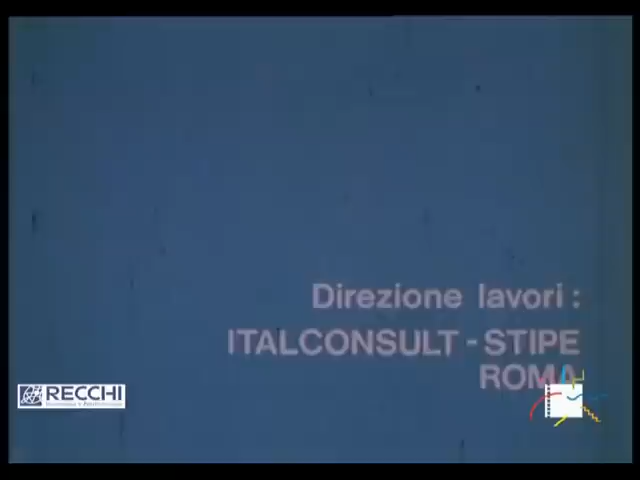 Direzione lavori :
ITALCONSULT - STIPE
ROMA
RECCHI